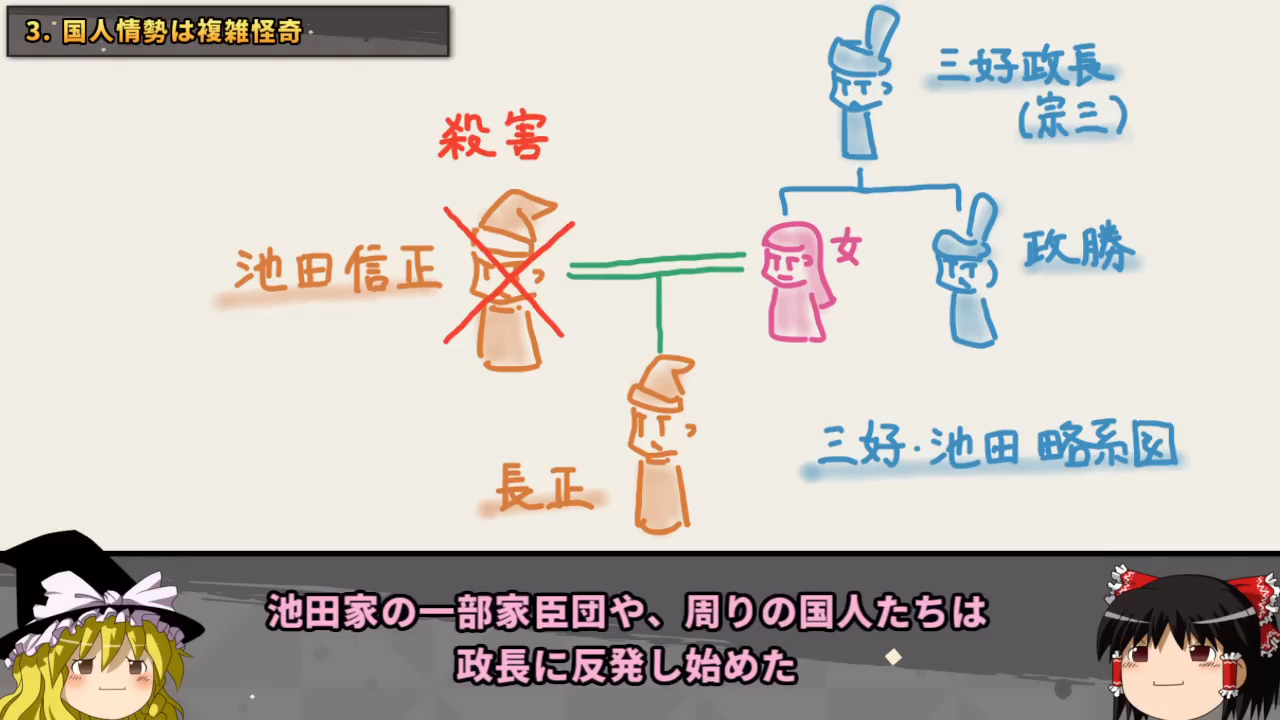 3. 国人情勢は複雑怪奇
三好政長
(宗三)
殺害
池田信正
女
政勝
長正
三好・池田 略系図
池田家の一部家臣団や、周りの国人たちは
政長に反発し始めた